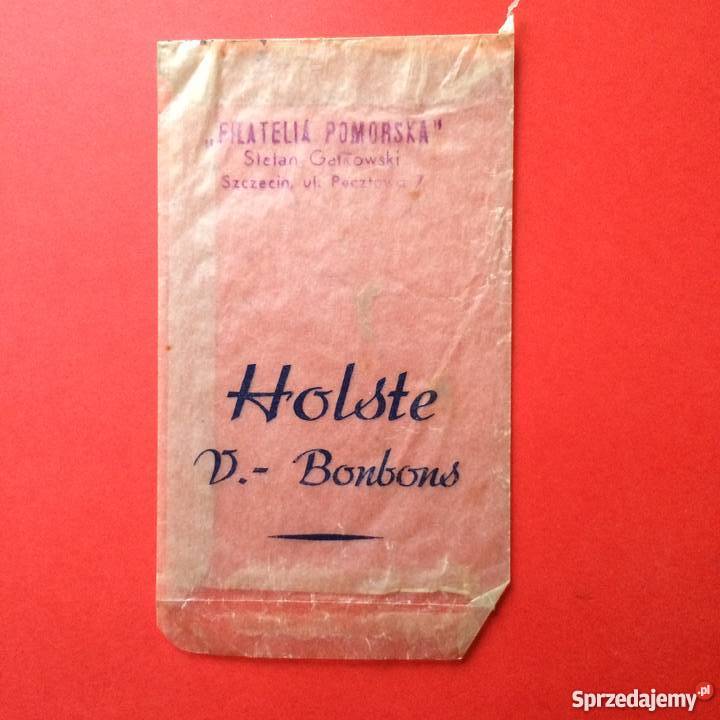 „FILATELIA POMORSKA"
Stefan Gałkowski
Szczecin, ul. Pocztowa 7
Holste
V.- Bonbons
Sprzedajemy.pl